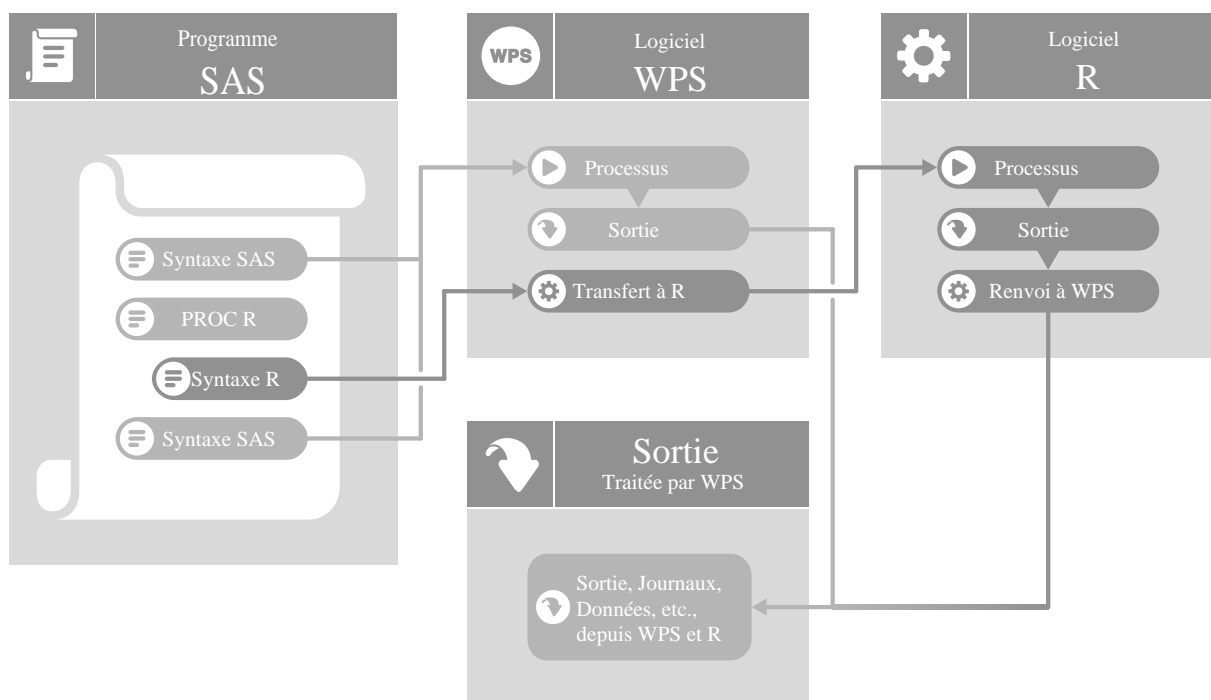 Programme
SAS
Syntaxe SAS
PROC R
Syntaxe R
Syntaxe SAS
WPS
Logiciel
WPS
Processus
Sortie
Transfert à R
Logiciel
R
Processus
Sortie
Renvoi à WPS
Sortie
Traitée par WPS
Sortie, Journaux,
Données, etc.,
depuis WPS et R